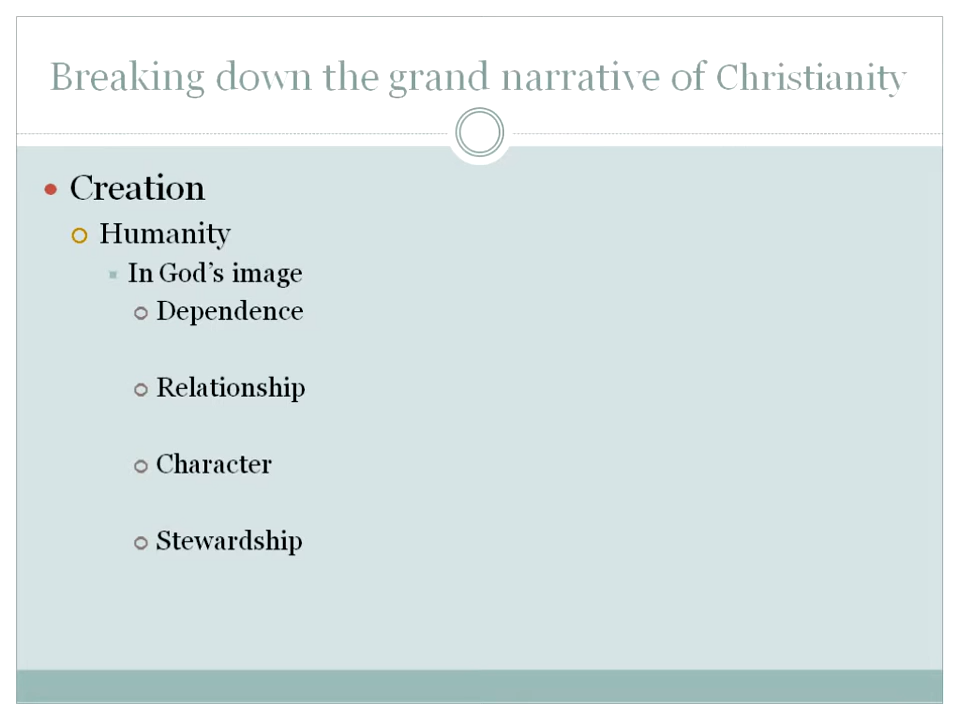 Breaking down the grand narrative of Christianity
Creation
Humanity
In God’s image
Dependence
Relationship
Character
Stewardship